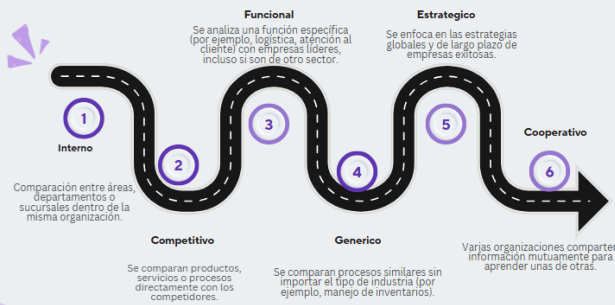 Funcional
Se analiza una función específica
(por ejemplo, logística, atención al
cliente) con empresas líderes,
incluso si son de otro sector.
Estrategico
Se enfoca en las estrategias
globales y de largo plazo de
empresas exitosas.
1
Interno
Comparación entre áreas,
departamentos o
sucursales dentro de la
misma organización.
2
Competitivo
Se comparan productos,
servicios o procesos
directamente con los
competidores.
3
4
Generico
Se comparan procesos similares sin
importar el tipo de industria (por
ejemplo, manejo de inventarios).
5
Cooperativo
6
Varias organizaciones comparten
información mutuamente para
aprender unas de otras.